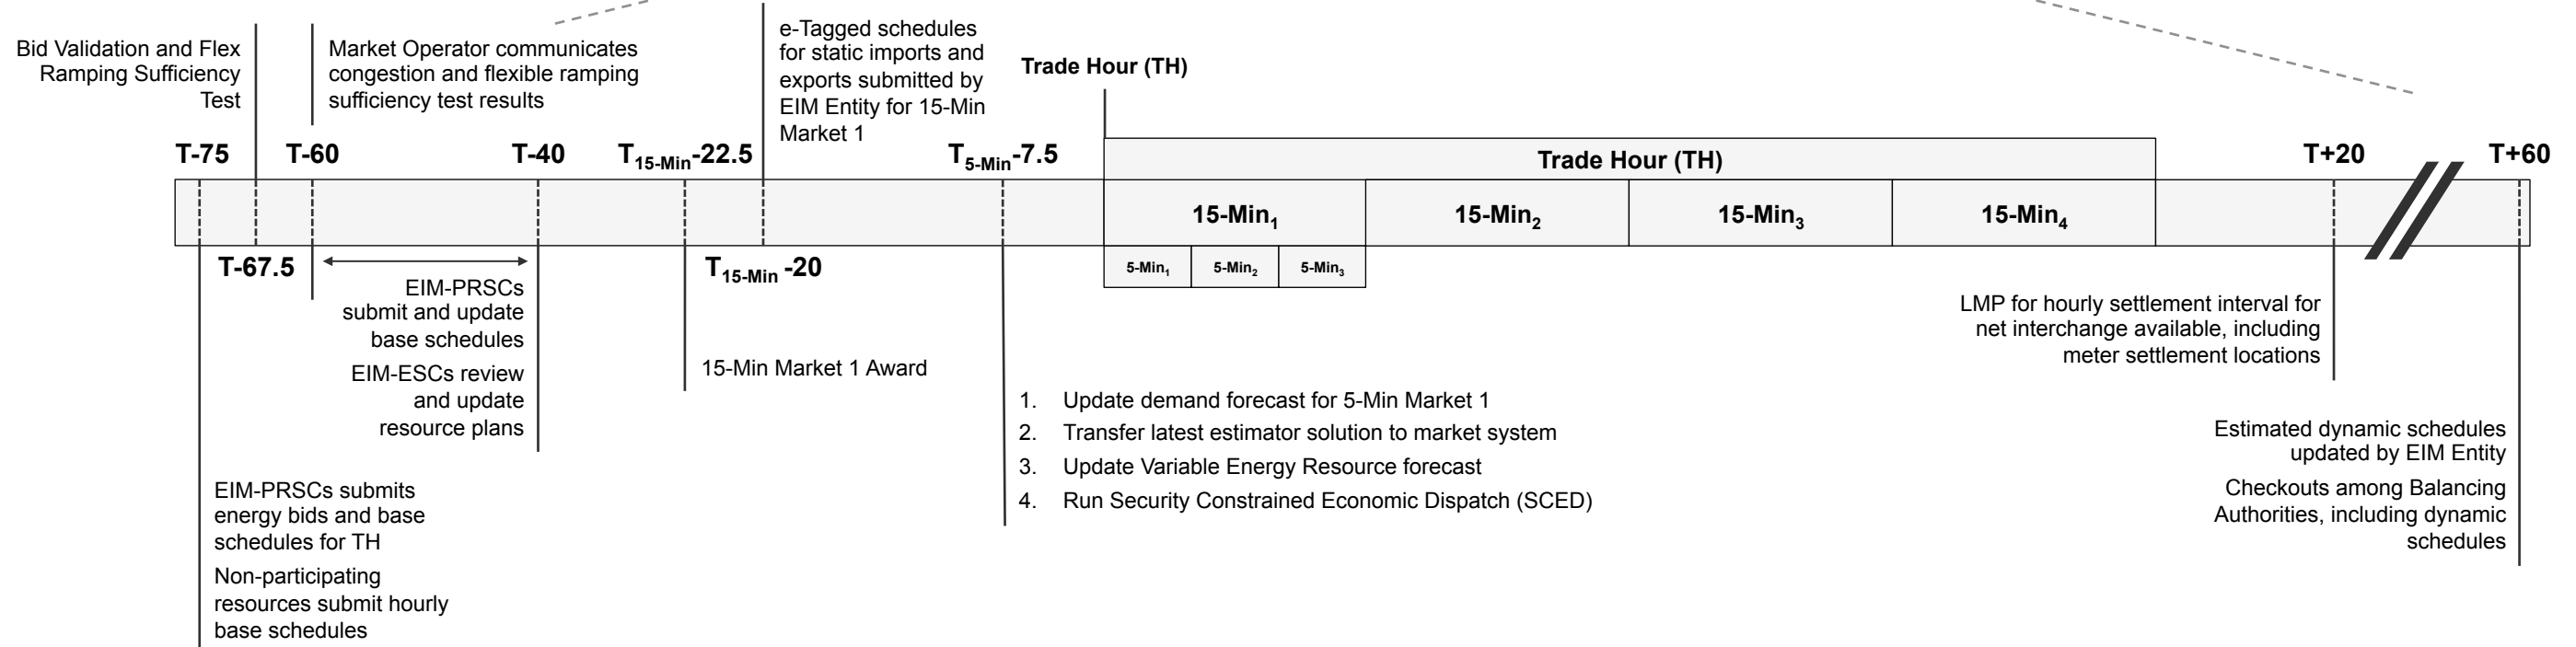 Bid Validation and Flex
Ramping Sufficiency
Test
Market Operator communicates
congestion and flexible ramping
sufficiency test results
e-Tagged schedules
for static imports and
exports submitted by
EIM Entity for 15-Min
Market 1
Trade Hour (TH)
T-75
T-60
T-40
T15-Min-22.5
T5-Min-7.5
Trade Hour (TH)
T+20
T+60
15-Min1
15-Min2
15-Min3
15-Min4
T-67.5
T15-Min -20
5-Min1
5-Min2
5-Min3
EIM-PRSCs
submit and update
base schedules
EIM-ESCs review
and update
resource plans
15-Min Market 1 Award
LMP for hourly settlement interval for
net interchange available, including
meter settlement locations
1. Update demand forecast for 5-Min Market 1
2. Transfer latest estimator solution to market system
3. Update Variable Energy Resource forecast
4. Run Security Constrained Economic Dispatch (SCED)
Estimated dynamic schedules
updated by EIM Entity
Checkouts among Balancing
Authorities, including dynamic
schedules
EIM-PRSCs submits
energy bids and base
schedules for TH
Non-participating
resources submit hourly
base schedules